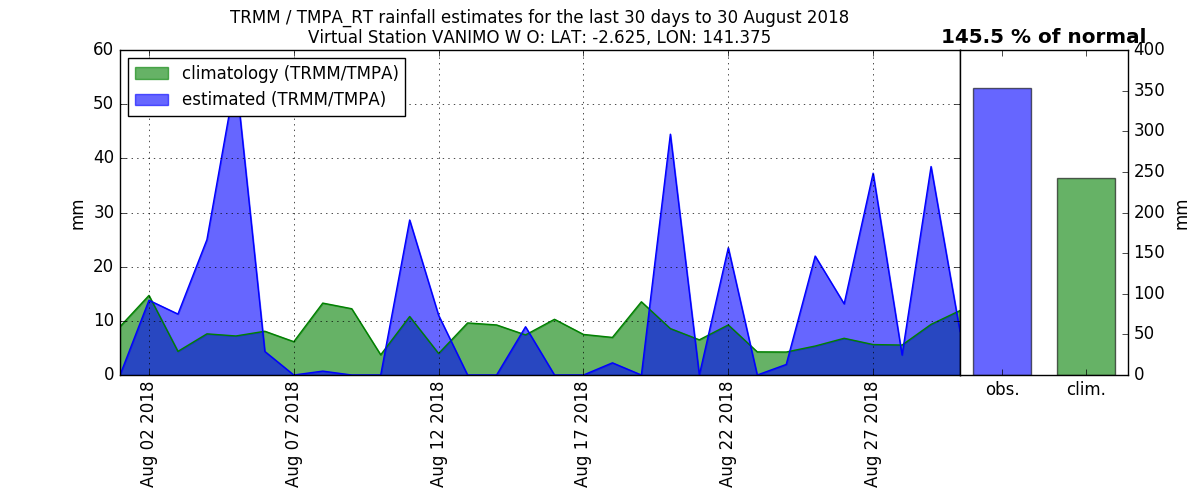 TRMM / TMPA_RT rainfall estimates for the last 30 days to 30 August 2018
Virtual Station VANIMO W O: LAT: -2.625, LON: 141.375
145.5 % of normal
climatology (TRMM/TMPA)
estimated (TRMM/TMPA)
60
50
40
30
20
10
0
mm
Aug 02 2018
Aug 07 2018
Aug 12 2018
Aug 17 2018
Aug 22 2018
Aug 27 2018
400
350
300
250
200
150
100
50
0
mm
obs.
clim.